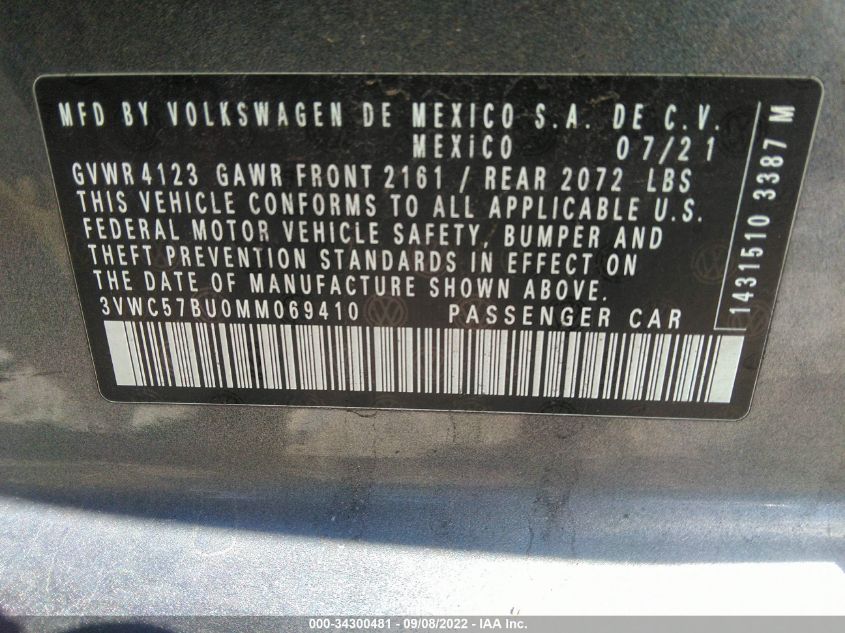 MFD BY VOLKSWAGEN DE MEXICO S.A. DE C.V.
MEXiCO 07/21
GVWR 4123 GAWR FRONT 2161 / REAR 2072 LBS
THIS VEHICLE CONFORMS TO ALL APPLICABLE U.S.
FEDERAL MOTOR VEHICLE SAFETY, BUMPER AND
THEFT PREVENTION STANDARDS IN EFFECT ON
THE DATE OF MANUFACTURE SHOWN ABOVE.
3VWC57BU0MM069410 PASSENGER CAR
1431510 3387 M
000-34300481 - 09/08/2022 - IAA Inc.